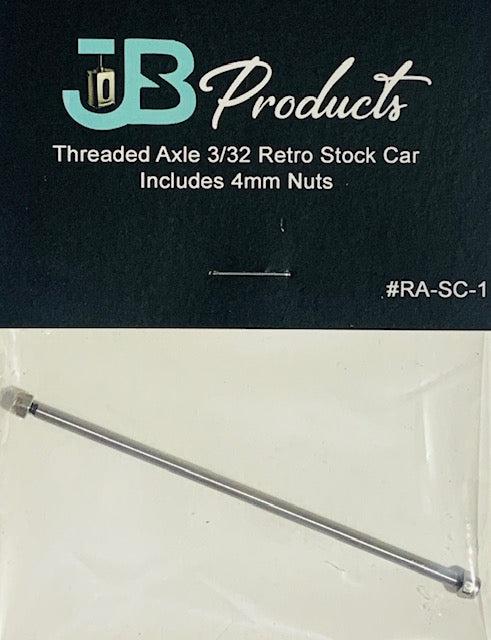 JB Products
Threaded Axle 3/32 Retro Stock Car
Includes 4mm Nuts
#RA-SC-1